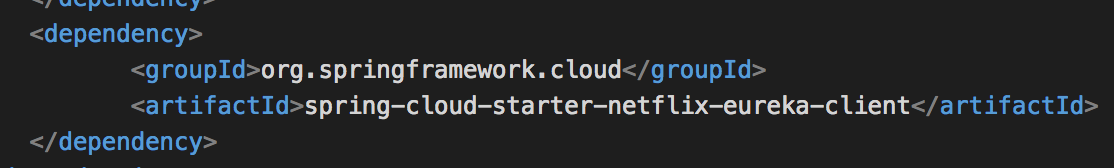 </dependency>
<dependency>
<groupId>org.springframework.cloud</groupId>
<artifactId>spring-cloud-starter-netflix-eureka-client</artifactId>
</dependency>